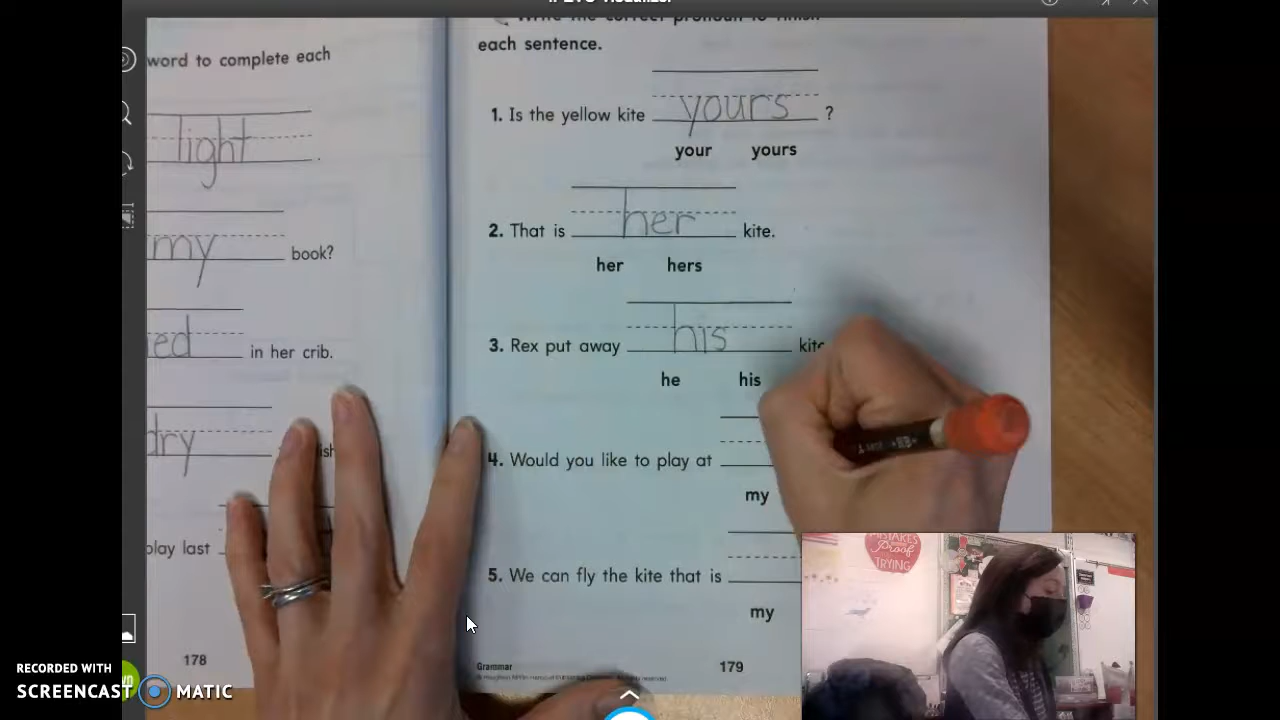 word to complete each
light .
my book?
ed in her crib.
dry
play last
178
each sentence.
1. Is the yellow kite yours ?
your yours
2. That is her kite.
her hers
3. Rex put away his
he his
4. Would you like to play at
my
5. We can fly the kite that is
my
Grammar
179
MISTAKES
Proof
TRYING
RECORDED WITH
SCREENCAST MATIC